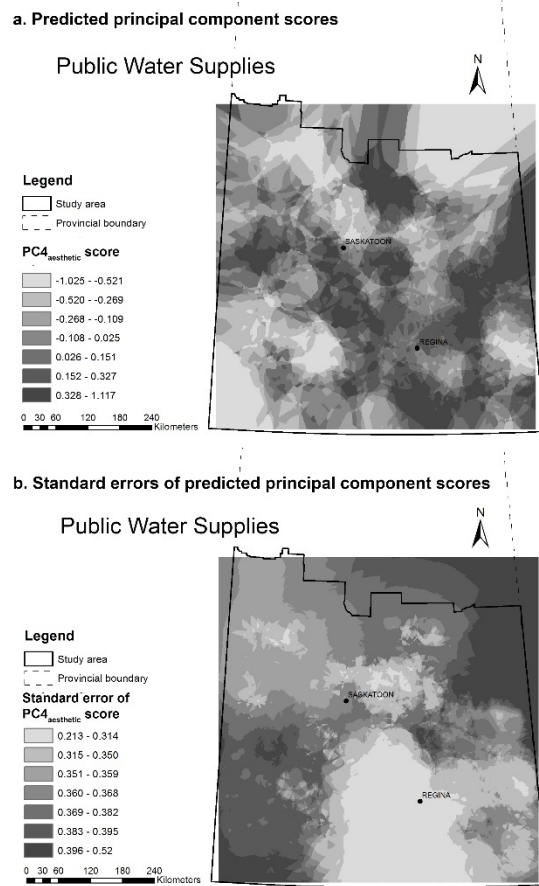 a. Predicted principal component scores
Public Water Supplies
N
Legend
Study area
Provincial boundary
PC4aesthetic score
-1.025 - -0.521
-0.520 - -0.269
-0.268 - -0.109
-0.108 - 0.025
0.026 - 0.151
0.152 - 0.327
0.328 - 1.117
0 30 60 120 180 240
Kilometers
SASKATOON
REGINA
b. Standard errors of predicted principal component scores
Public Water Supplies
N
Legend
Study area
Provincial boundary
Standard error of
PC4aesthetic score
0.213 - 0.314
0.315 - 0.350
0.351 - 0.359
0.360 - 0.368
0.369 - 0.382
0.383 - 0.395
0.396 - 0.52
0 30 60 120 180 240
Kilometers
SASKATOON
REGINA